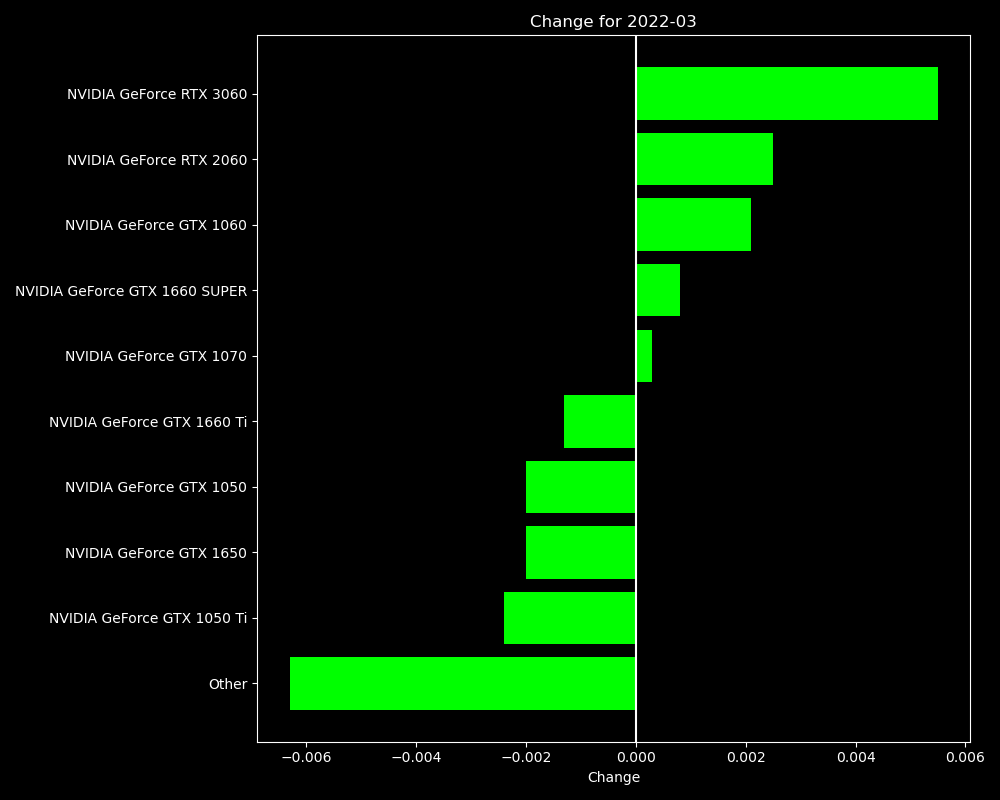 Change for 2022-03
NVIDIA GeForce RTX 3060
NVIDIA GeForce RTX 2060
NVIDIA GeForce GTX 1060
NVIDIA GeForce GTX 1660 SUPER
NVIDIA GeForce GTX 1070
NVIDIA GeForce GTX 1660 Ti
NVIDIA GeForce GTX 1050
NVIDIA GeForce GTX 1650
NVIDIA GeForce GTX 1050 Ti
Other
−0.006 −0.004 −0.002 0.000 0.002 0.004 0.006
Change